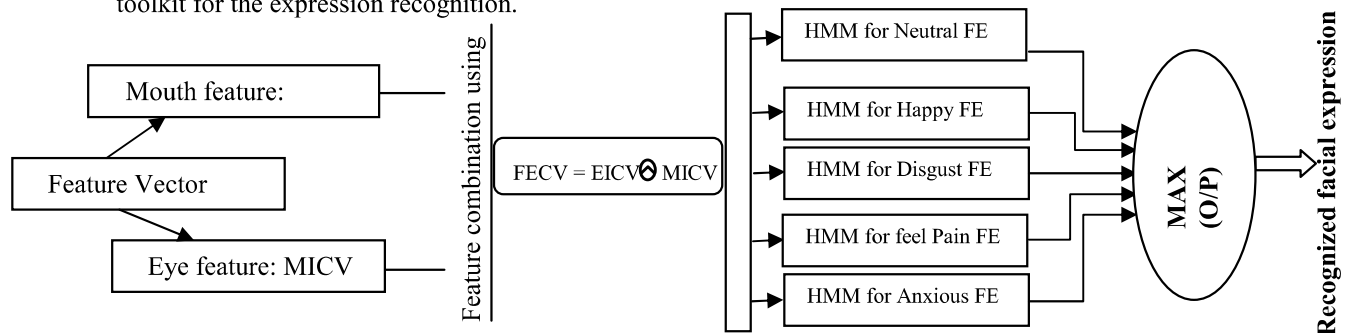 toolkit for the expression recognition.
Mouth feature:
Feature Vector
Eye feature: MICV
Feature combination using
FECV = EICV MICV
HMM for Neutral FE
HMM for Happy FE
HMM for Disgust FE
HMM for feel Pain FE
HMM for Anxious FE
MAX
(O/P)
Recognized facial expression